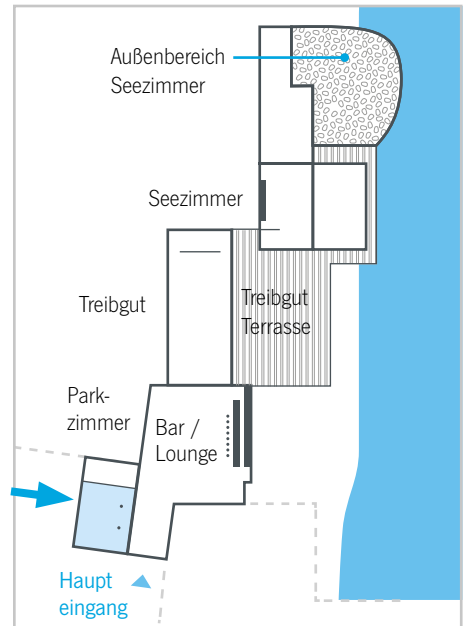 Außenbereich
Seezimmer
Seezimmer
Treibgut
Treibgut
Terrasse
Park-
zimmer
Bar /
Lounge
Haupt
eingang